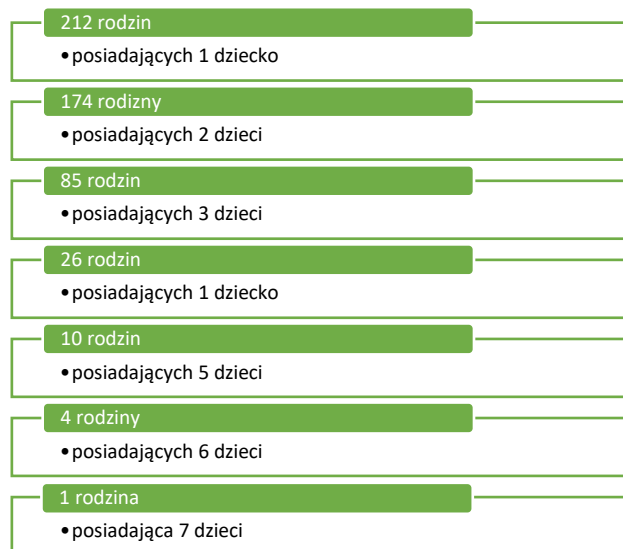 212 rodzin
•posiadających 1 dziecko
174 rodizny
•posiadających 2 dzieci
85 rodzin
•posiadających 3 dzieci
26 rodzin
•posiadających 1 dziecko
10 rodzin
•posiadających 5 dzieci
4 rodziny
•posiadających 6 dzieci
1 rodzina
•posiadająca 7 dzieci